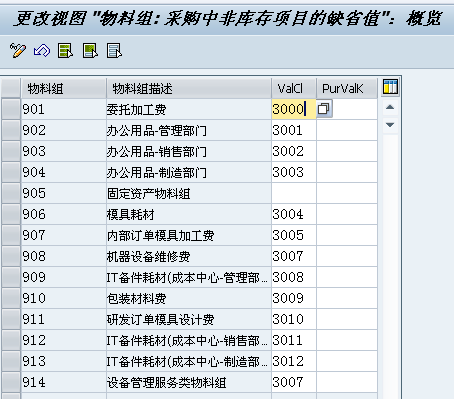 更改视图 "物料组: 采购中非库存项目的缺省值": 概览
物料组 物料组描述 ValCl PurValK
901 委托加工费 3000
902 办公用品-管理部门 3001
903 办公用品-销售部门 3002
904 办公用品-制造部门 3003
905 固定资产物料组
906 模具耗材 3004
907 内部订单模具加工费 3005
908 机器设备维修费 3007
909 IT备件耗材(成本中心-管理部… 3008
910 包装材料费 3009
911 研发订单模具设计费 3010
912 IT备件耗材(成本中心-销售部… 3011
913 IT备件耗材(成本中心-制造部… 3012
914 设备管理服务类物料组 3007